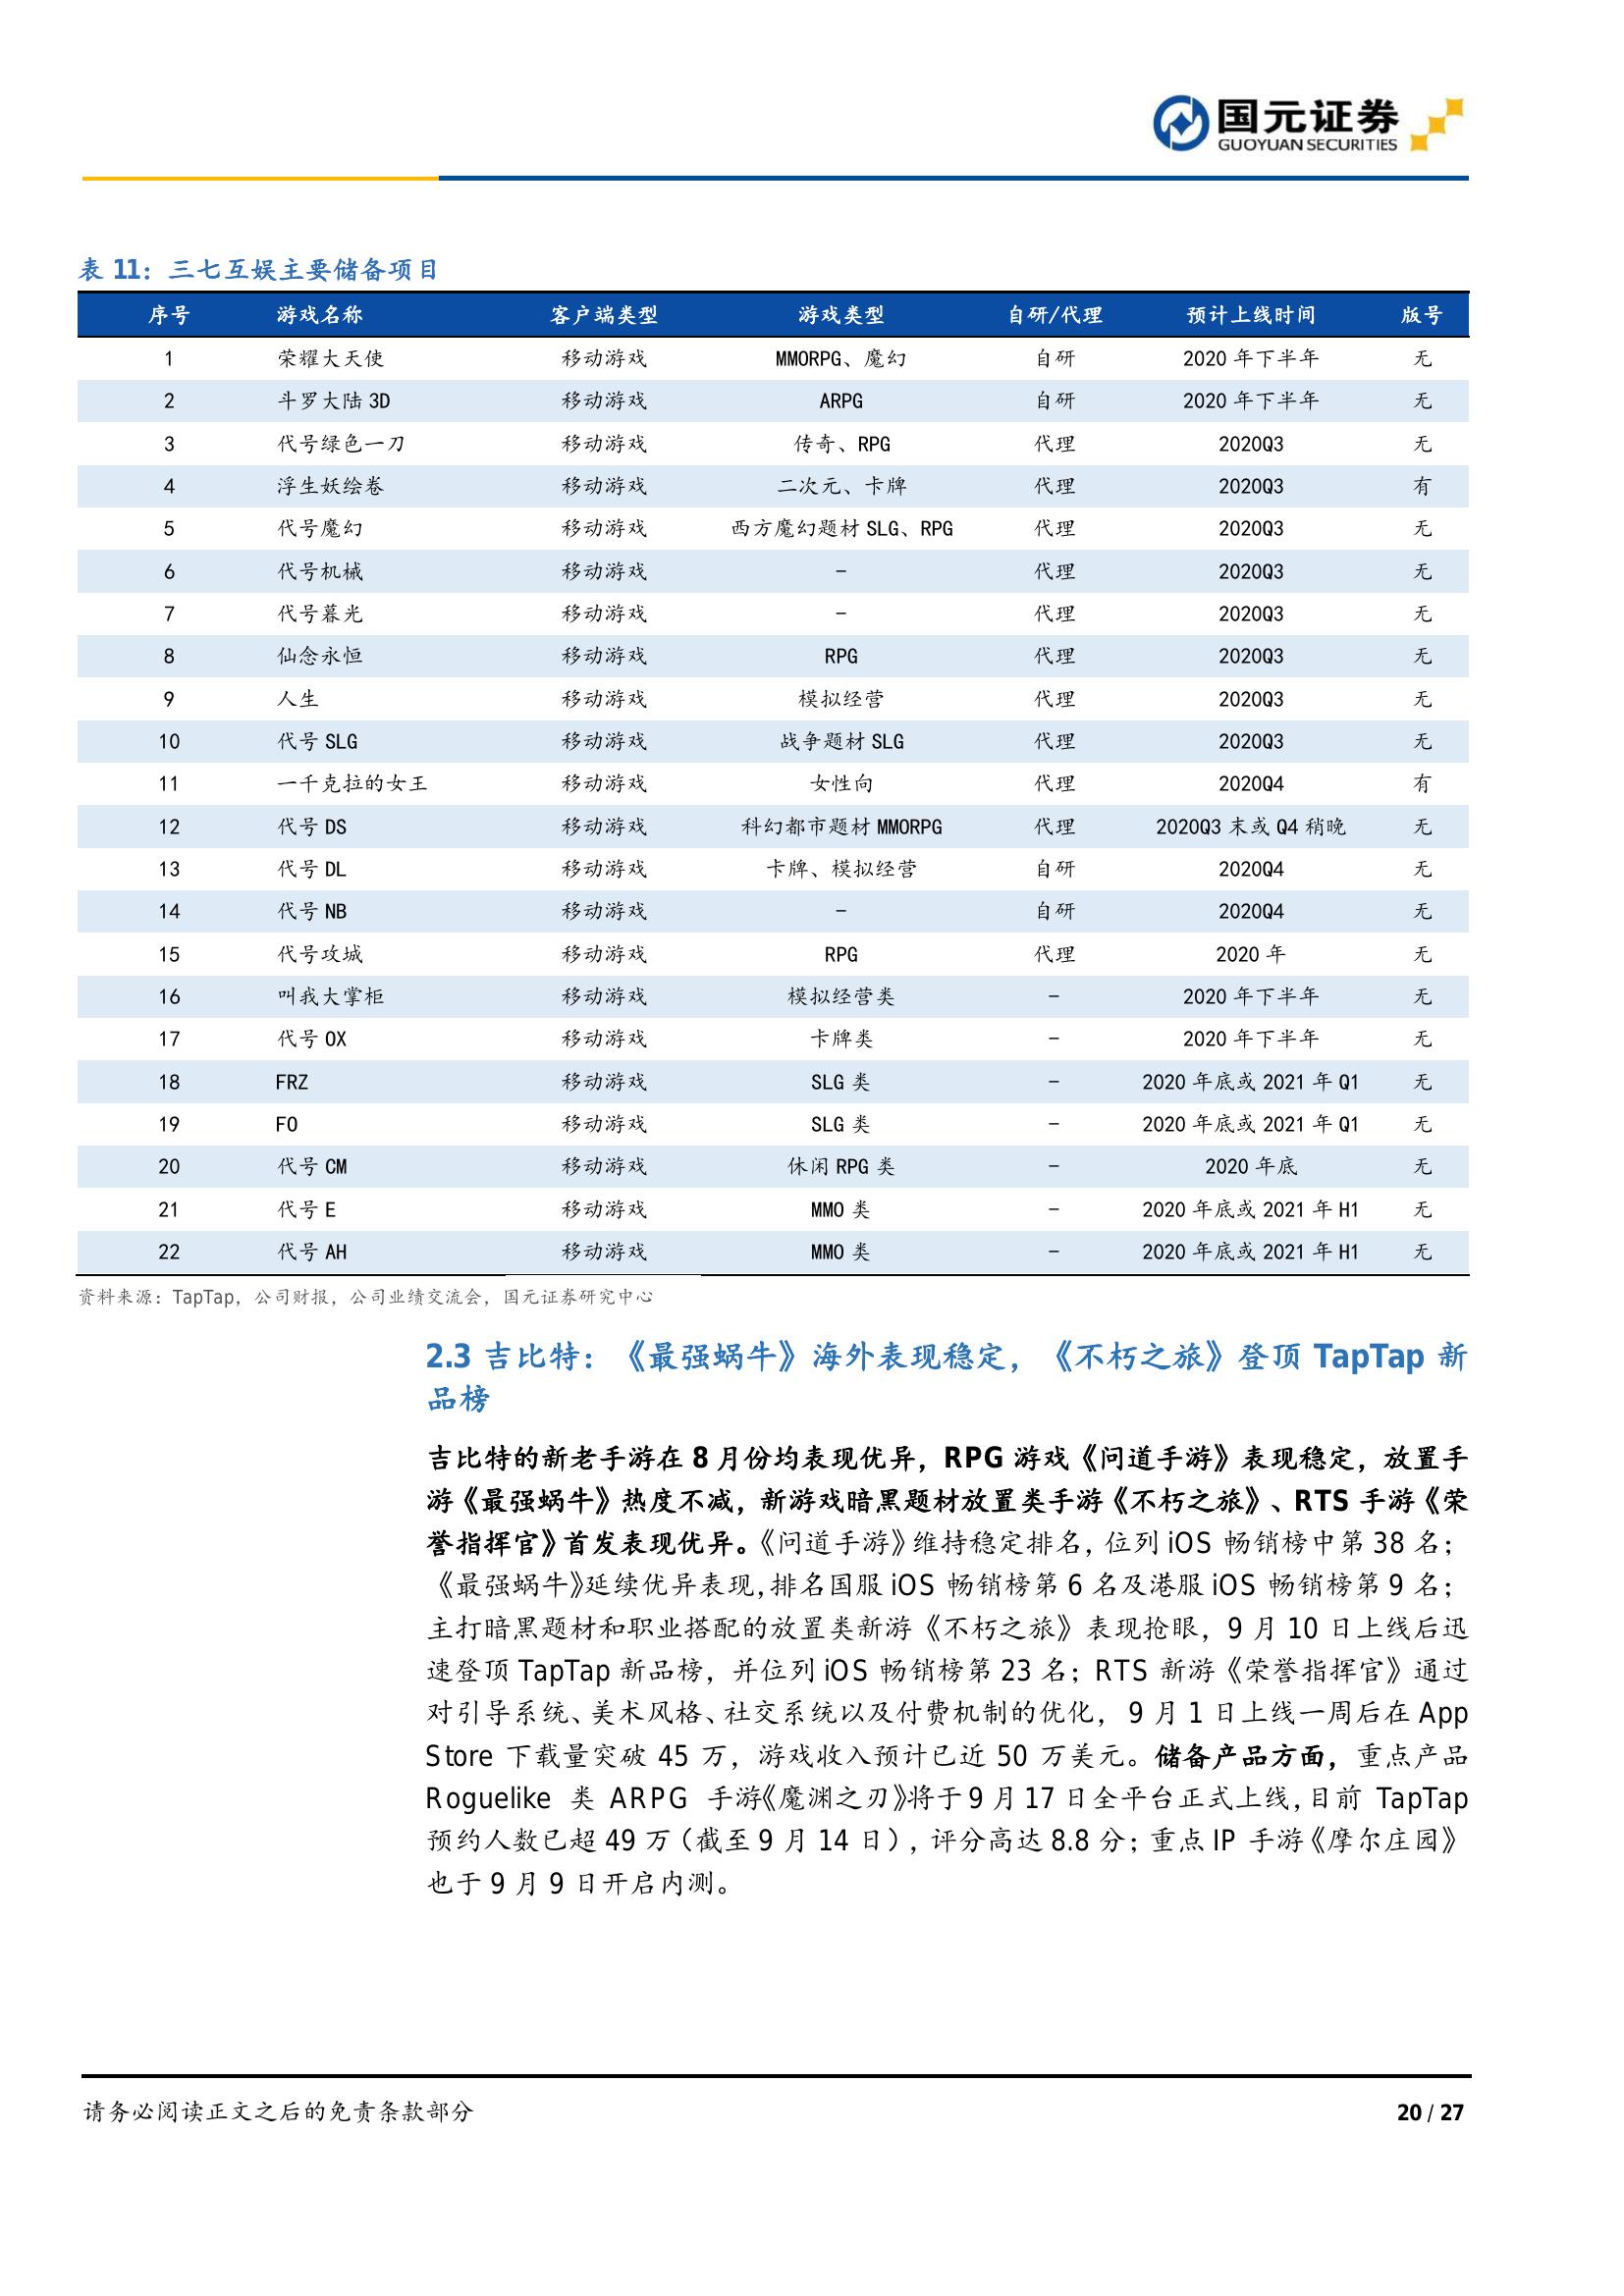 国元证券
GUOYUAN SECURITIES
表 11：三七互娱主要储备项目
序号 游戏名称 客户端类型 游戏类型 自研/代理 预计上线时间 版号
1 荣耀大天使 移动游戏 MMORPG、魔幻 自研 2020 年下半年 无
2 斗罗大陆 3D 移动游戏 ARPG 自研 2020 年下半年 无
3 代号绿色一刀 移动游戏 传奇、RPG 代理 2020Q3 无
4 浮生妖绘卷 移动游戏 二次元、卡牌 代理 2020Q3 有
5 代号魔幻 移动游戏 西方魔幻题材 SLG、RPG 代理 2020Q3 无
6 代号机械 移动游戏 - 代理 2020Q3 无
7 代号暮光 移动游戏 - 代理 2020Q3 无
8 仙念永恒 移动游戏 RPG 代理 2020Q3 无
9 人生 移动游戏 模拟经营 代理 2020Q3 无
10 代号 SLG 移动游戏 战争题材 SLG 代理 2020Q3 无
11 一千克拉的女王 移动游戏 女性向 代理 2020Q4 有
12 代号 DS 移动游戏 科幻都市题材 MMORPG 代理 2020Q3 末或 Q4 稍晚 无
13 代号 DL 移动游戏 卡牌、模拟经营 自研 2020Q4 无
14 代号 NB 移动游戏 - 自研 2020Q4 无
15 代号攻城 移动游戏 RPG 代理 2020 年 无
16 叫我大掌柜 移动游戏 模拟经营类 - 2020 年下半年 无
17 代号 OX 移动游戏 卡牌类 - 2020 年下半年 无
18 FRZ 移动游戏 SLG 类 - 2020 年底或 2021 年 Q1 无
19 FO 移动游戏 SLG 类 - 2020 年底或 2021 年 Q1 无
20 代号 CM 移动游戏 休闲 RPG 类 - 2020 年底 无
21 代号 E 移动游戏 MMO 类 - 2020 年底或 2021 年 H1 无
22 代号 AH 移动游戏 MMO 类 - 2020 年底或 2021 年 H1 无
资料来源：TapTap，公司财报，公司业绩交流会，国元证券研究中心
2.3 吉比特：《最强蜗牛》海外表现稳定，《不朽之旅》登顶 TapTap 新
品榜
吉比特的新老手游在 8 月份均表现优异，RPG 游戏《问道手游》表现稳定，放置手
游《最强蜗牛》热度不减，新游戏暗黑题材放置类手游《不朽之旅》、RTS 手游《荣
誉指挥官》首发表现优异。《问道手游》维持稳定排名，位列 iOS 畅销榜中第 38 名；
《最强蜗牛》延续优异表现，排名国服 iOS 畅销榜第 6 名及港服 iOS 畅销榜第 9 名；
主打暗黑题材和职业搭配的放置类新游《不朽之旅》表现抢眼，9 月 10 日上线后迅
速登顶 TapTap 新品榜，并位列 iOS 畅销榜第 23 名；RTS 新游《荣誉指挥官》通过
对引导系统、美术风格、社交系统以及付费机制的优化，9 月 1 日上线一周后在 App
Store 下载量突破 45 万，游戏收入预计已近 50 万美元。储备产品方面，重点产品
Roguelike 类 ARPG 手游《魔渊之刃》将于 9 月 17 日全平台正式上线，目前 TapTap
预约人数已超 49 万（截至 9 月 14 日），评分高达 8.8 分；重点 IP 手游《摩尔庄园》
也于 9 月 9 日开启内测。
请务必阅读正文之后的免责条款部分 20 / 27